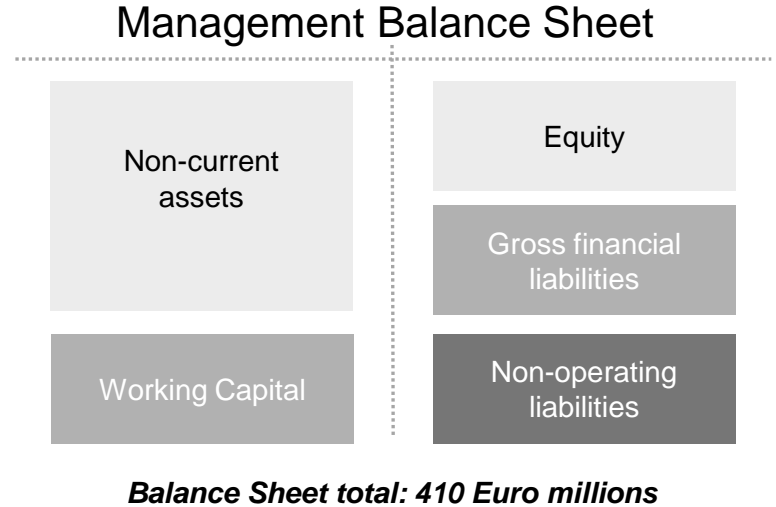 Management Balance Sheet
Non-current
assets
Working Capital
Equity
Gross financial
liabilities
Non-operating
liabilities
Balance Sheet total: 410 Euro millions